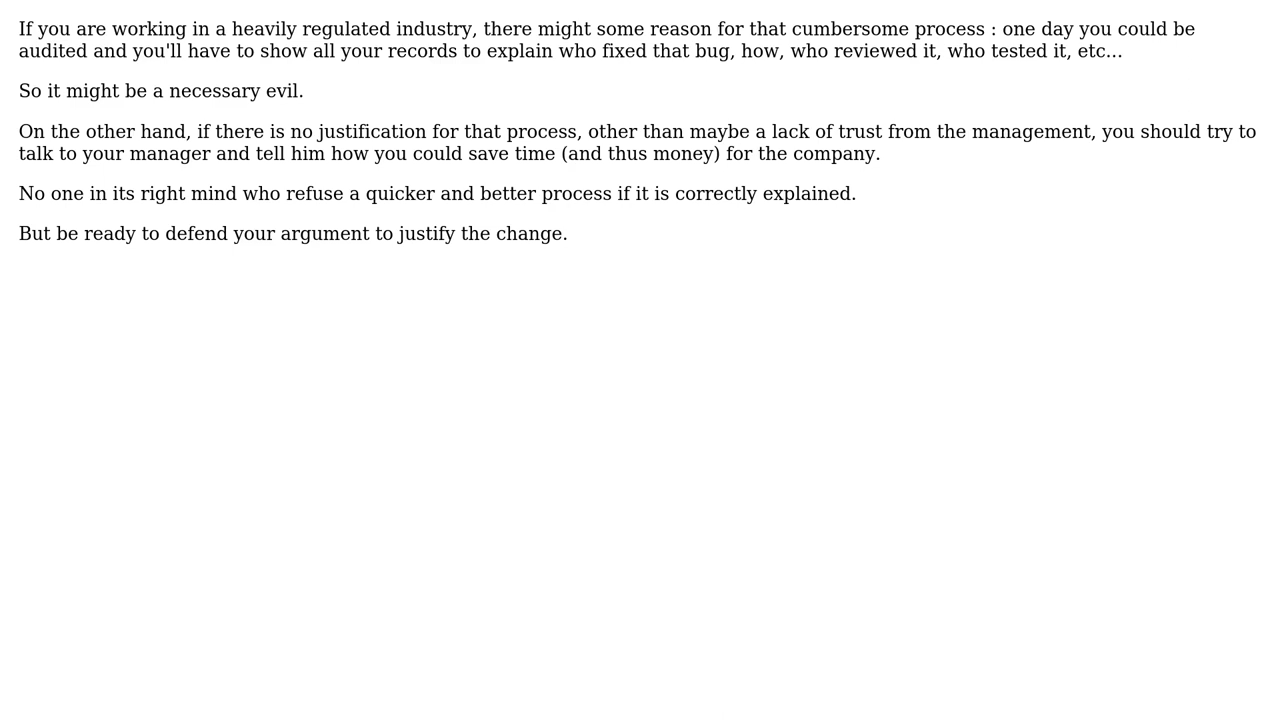 If you are working in a heavily regulated industry, there might some reason for that cumbersome process : one day you could be
audited and you'll have to show all your records to explain who fixed that bug, how, who reviewed it, who tested it, etc...
So it might be a necessary evil.
On the other hand, if there is no justification for that process, other than maybe a lack of trust from the management, you should try to
talk to your manager and tell him how you could save time (and thus money) for the company.
No one in its right mind who refuse a quicker and better process if it is correctly explained.
But be ready to defend your argument to justify the change.